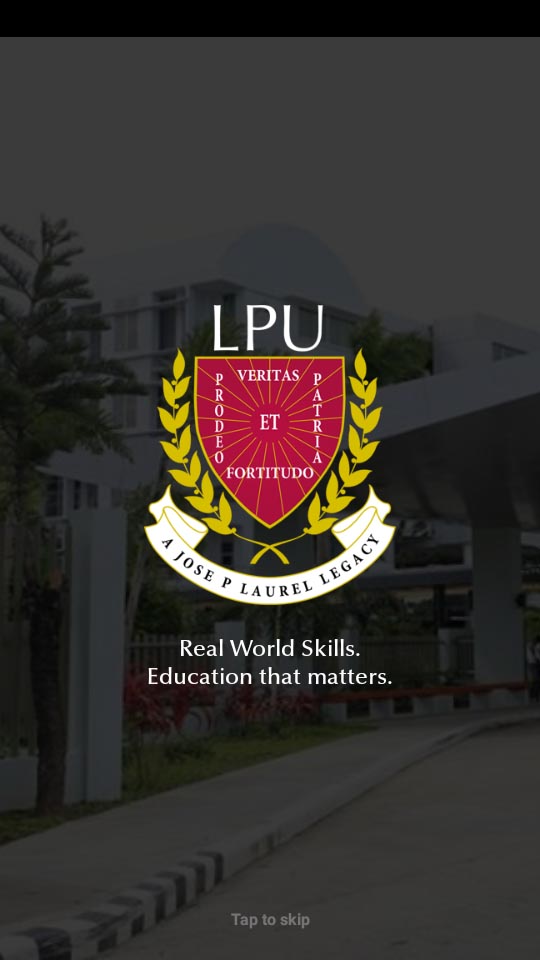 LPU
VERITAS
PRODEO
ET
PATRIA
FORTITUDO
A JOSE P LAUREL LEGACY
Real World Skills.
Education that matters.
Tap to skip